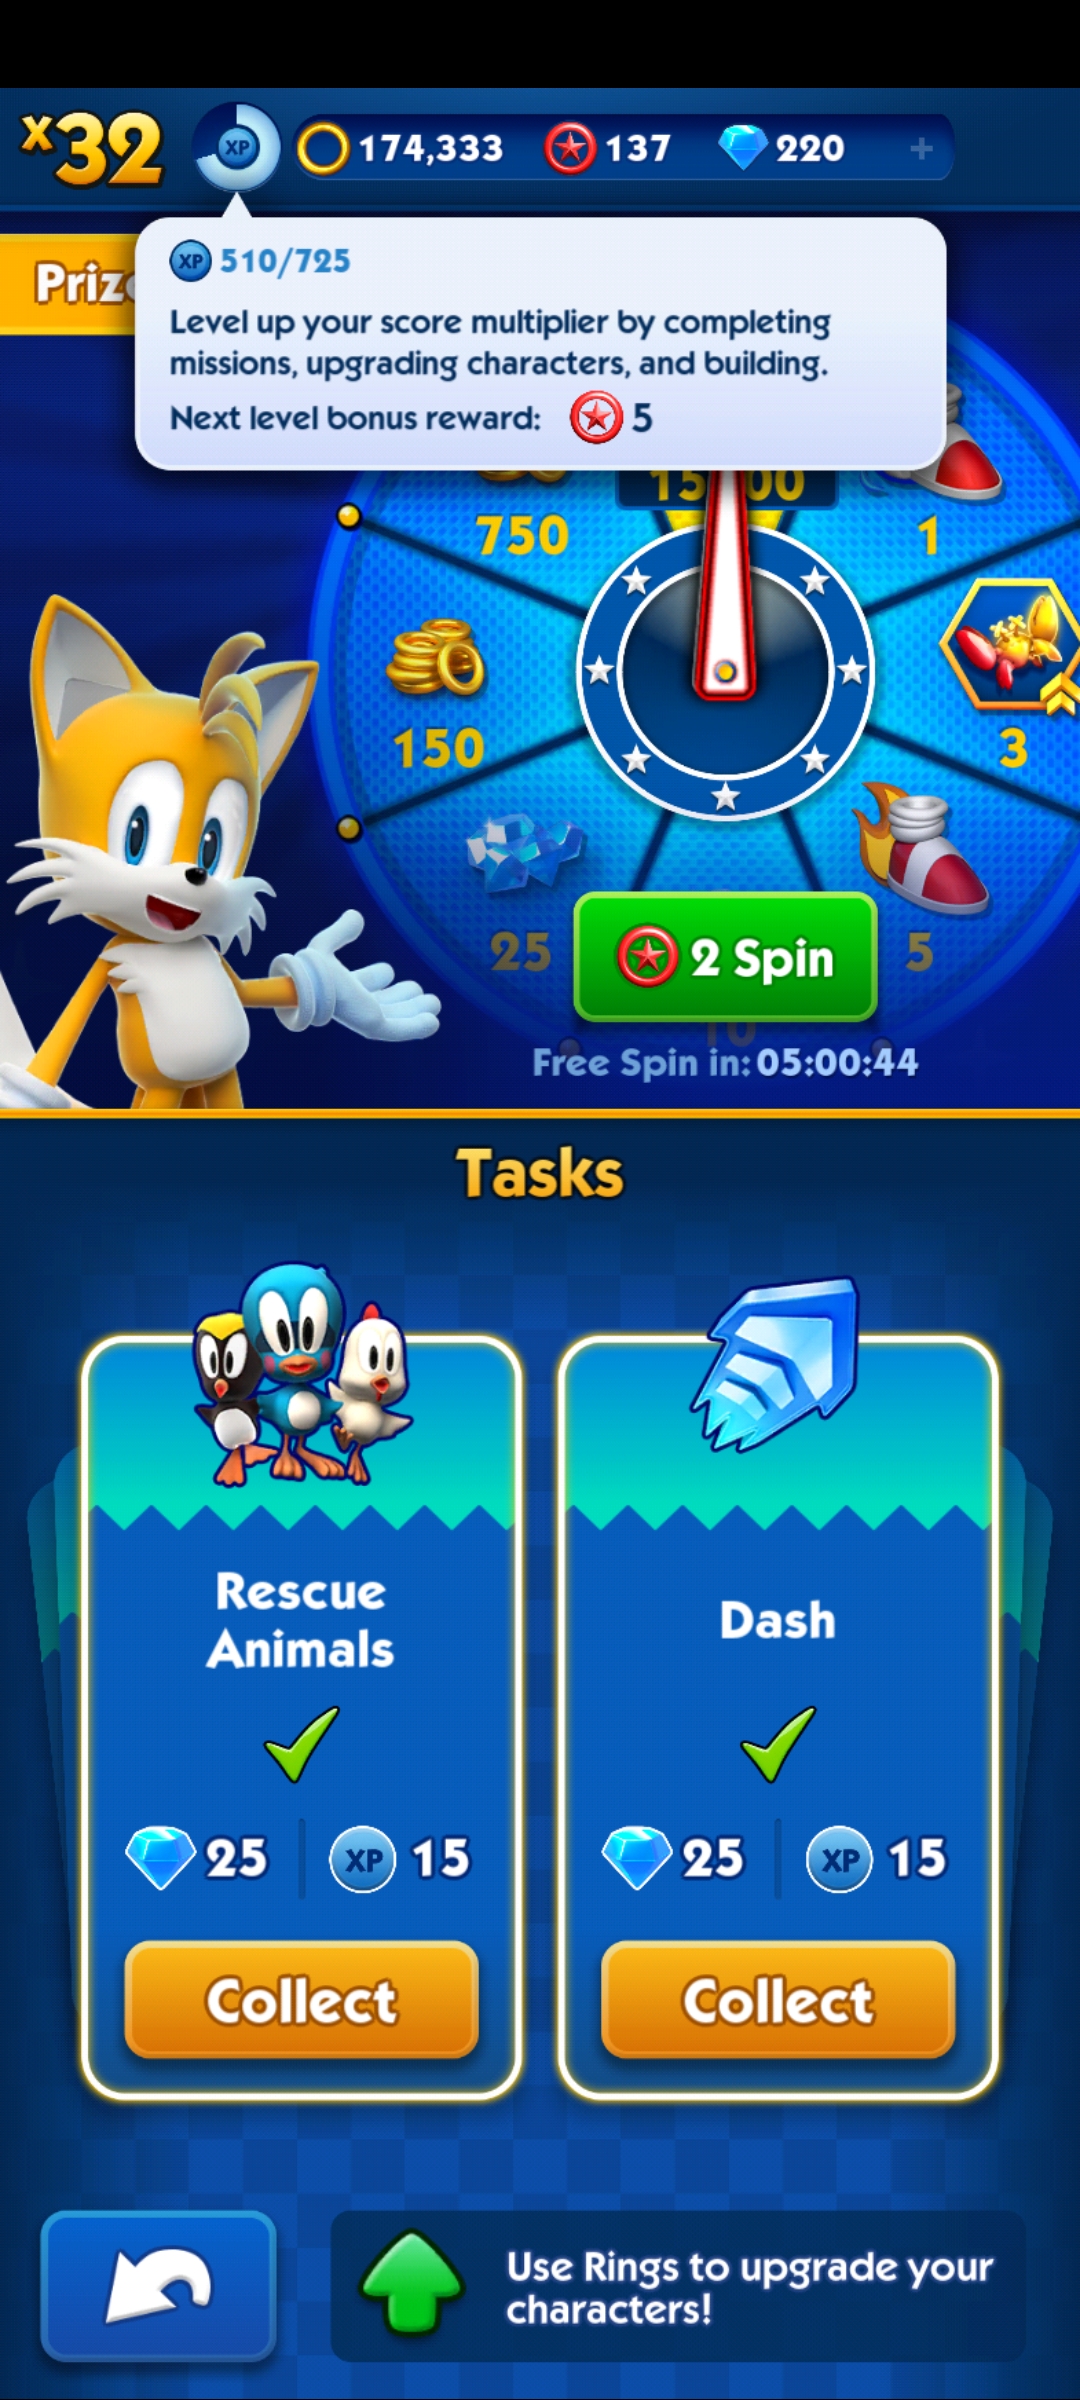 x32
XP
174,333
137
220
+
XP 510/725
Level up your score multiplier by completing
missions, upgrading characters, and building.
Next level bonus reward: 5
750
1
150
3
25
2 Spin
5
10
Free Spin in: 05:00:44
Tasks
Rescue
Animals
25
XP 15
Collect
Dash
25
XP 15
Collect
Use Rings to upgrade your
characters!